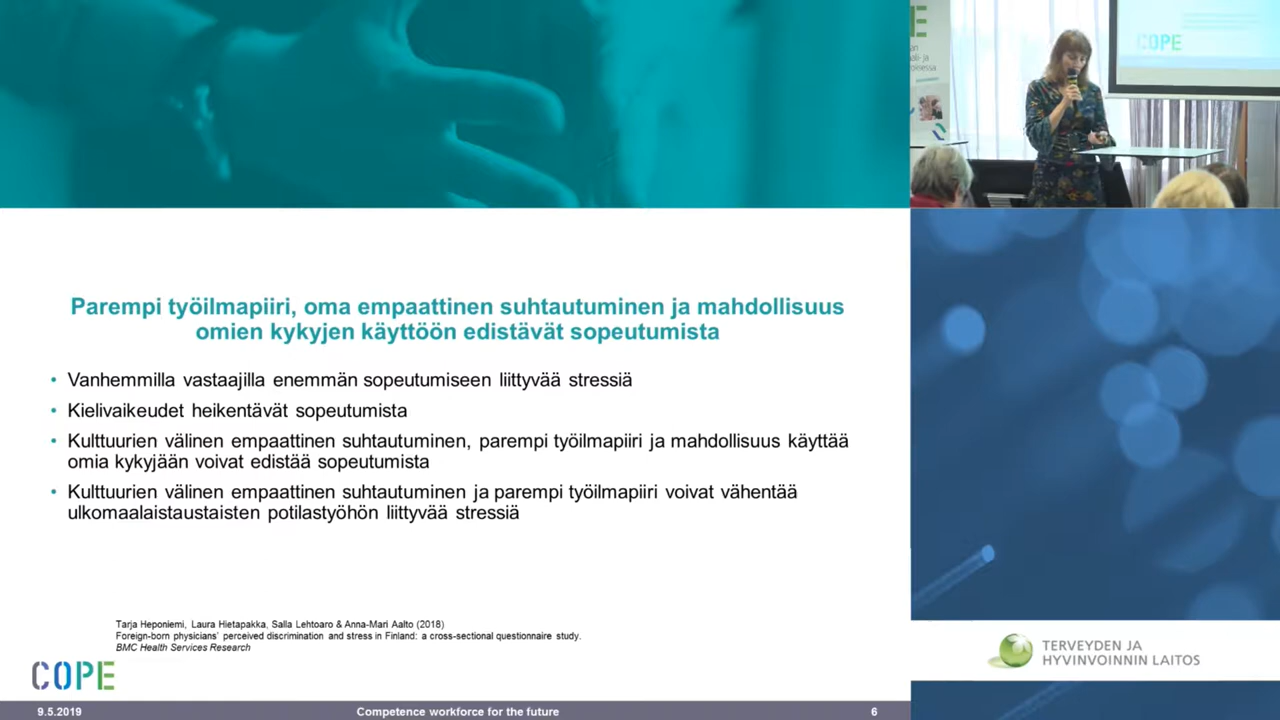 Parempi työilmapiiri, oma empaattinen suhtautuminen ja mahdollisuus
omien kykyjen käyttöön edistävät sopeutumista
• Vanhemmilla vastaajilla enemmän sopeutumiseen liittyvää stressiä
• Kielivaikeudet heikentävät sopeutumista
• Kulttuurien välinen empaattinen suhtautuminen, parempi työilmapiiri ja mahdollisuus käyttää
omia kykyjään voivat edistää sopeutumista
• Kulttuurien välinen empaattinen suhtautuminen ja parempi työilmapiiri voivat vähentää
ulkomaalaistaustaisten potilastyöhön liittyvää stressiä
Tarja Heponiemi, Laura Hietapakka, Salla Lehtoaro & Anna-Mari Aalto (2018)
Foreign-born physicians' perceived discrimination and stress in Finland: a cross-sectional questionnaire study.
BMC Health Services Research
COPE
9.5.2019 Competence workforce for the future 6
COPE
TERVEYDEN JA
HYVINVOINNIN LAITOS